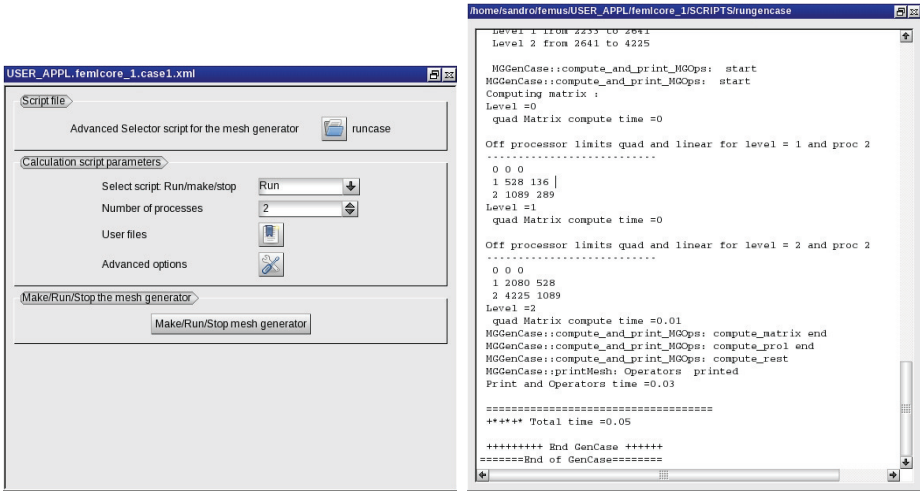 USER_APPL.femlcore_1.case1.xml
Script file
Advanced Selector script for the mesh generator
runcase
Calculation script parameters
Select script: Run/make/stop
Run
Number of processes
2
User files
Advanced options
Make/Run/Stop the mesh generator
Make/Run/Stop mesh generator
/home/sandro/femus/USER_APPL/femlcore_1/SCRIPTS/rungencase
Level 1 from 2233 to 2641
Level 2 from 2641 to 4225
MGGenCase::compute_and_print_MGOps: start
MGGenCase::compute_and_print_MGOps: start
Computing matrix :
Level =0
quad Matrix compute time =0
Off processor limits quad and linear for level = 1 and proc 2
---------------------------
0 0 0
1 528 136
2 1089 289
Level =1
quad Matrix compute time =0
Off processor limits quad and linear for level = 2 and proc 2
---------------------------
0 0 0
1 2080 528
2 4225 1089
Level =2
quad Matrix compute time =0.01
MGGenCase::compute_and_print_MGOps: compute_matrix end
MGGenCase::compute_and_print_MGOps: compute_prol end
MGGenCase::compute_and_print_MGOps: compute_rest
MGGenCase::printMesh: Operators printed
Print and Operators time =0.03
====================================
+*+*+* Total time =0.05
+++++++++ End GenCase ++++++
=======End of GenCase========